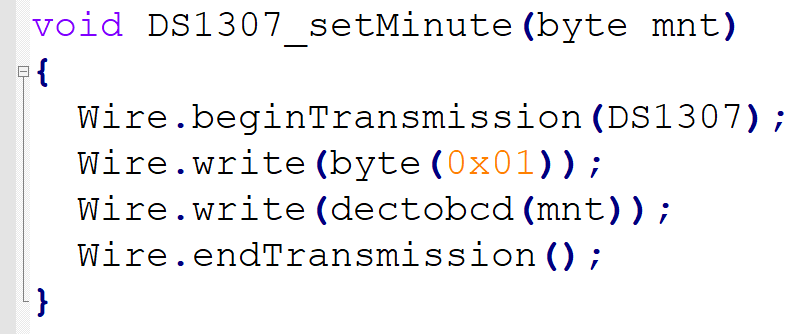 void DS1307_setMinute(byte mnt)
{
  Wire.beginTransmission(DS1307);
  Wire.write(byte(0x01));
  Wire.write(dectobcd(mnt));
  Wire.endTransmission();
}